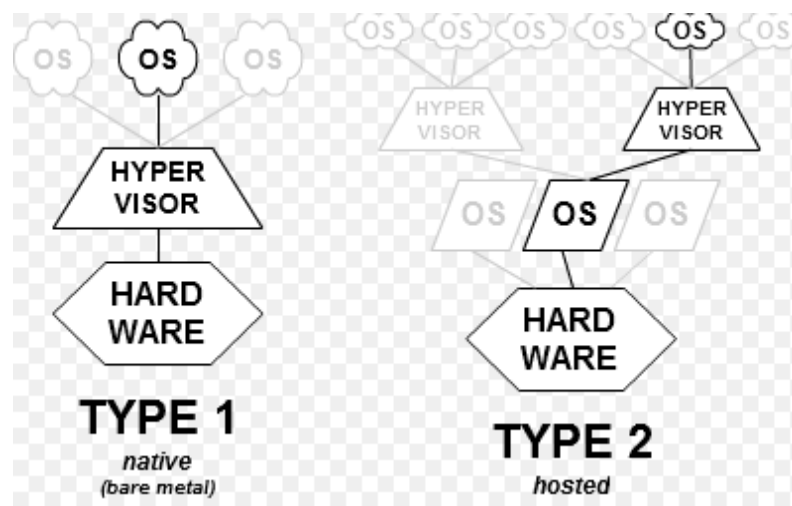 OS OS OS
HYPER
VISOR
HARD
WARE
TYPE 1
native
(bare metal)
OS OS OS OS OS OS
HYPER
VISOR
HYPER
VISOR
OS OS OS
HARD
WARE
TYPE 2
hosted